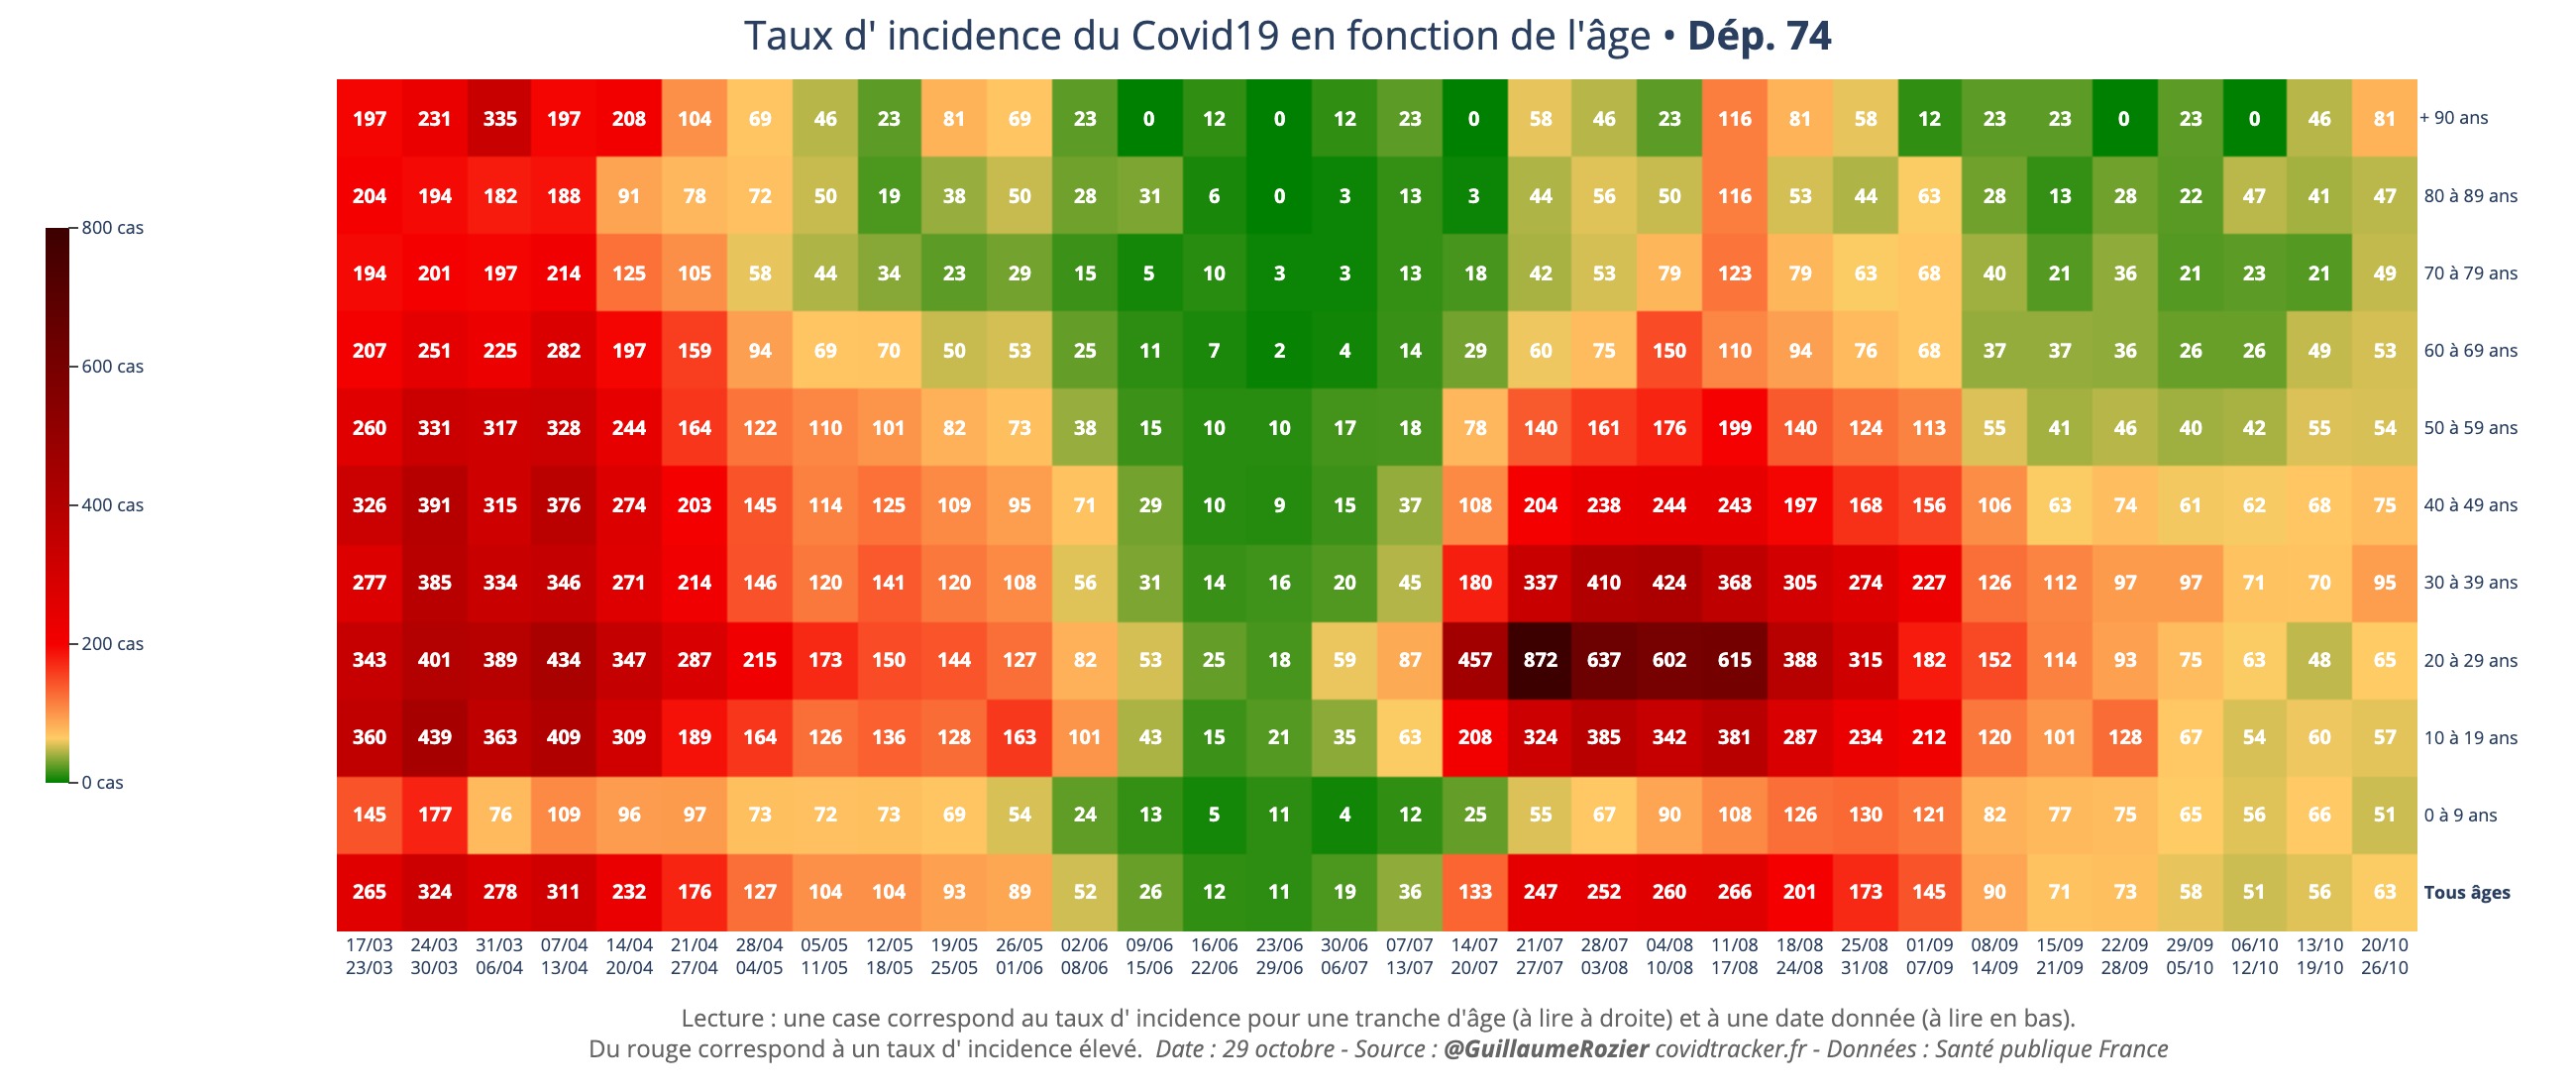 Taux d' incidence du Covid19 en fonction de l'âge • Dép. 74
800 cas
600 cas
400 cas
200 cas
0 cas
197 231 335 197 208 104 69 46 23 81 69 23 0 12 0 12 23 0 58 46 23 116 81 58 12 23 23 0 23 0 46 81 + 90 ans
204 194 182 188 91 78 72 50 19 38 50 28 31 6 0 3 13 3 44 56 50 116 53 44 63 28 13 28 22 47 41 47 80 à 89 ans
194 201 197 214 125 105 58 44 34 23 29 15 5 10 3 3 13 18 42 53 79 123 79 63 68 40 21 36 21 23 21 49 70 à 79 ans
207 251 225 282 197 159 94 69 70 50 53 25 11 7 2 4 14 29 60 75 150 110 94 76 68 37 37 36 26 26 49 53 60 à 69 ans
260 331 317 328 244 164 122 110 101 82 73 38 15 10 10 17 18 78 140 161 176 199 140 124 113 55 41 46 40 42 55 54 50 à 59 ans
326 391 315 376 274 203 145 114 125 109 95 71 29 10 9 15 37 108 204 238 244 243 197 168 156 106 63 74 61 62 68 75 40 à 49 ans
277 385 334 346 271 214 146 120 141 120 108 56 31 14 16 20 45 180 337 410 424 368 305 274 227 126 112 97 97 71 70 95 30 à 39 ans
343 401 389 434 347 287 215 173 150 144 127 82 53 25 18 59 87 457 872 637 602 615 388 315 182 152 114 93 75 63 48 65 20 à 29 ans
360 439 363 409 309 189 164 126 136 128 163 101 43 15 21 35 63 208 324 385 342 381 287 234 212 120 101 128 67 54 60 57 10 à 19 ans
145 177 76 109 96 97 73 72 73 69 54 24 13 5 11 4 12 25 55 67 90 108 126 130 121 82 77 75 65 56 66 51 0 à 9 ans
265 324 278 311 232 176 127 104 104 93 89 52 26 12 11 19 36 133 247 252 260 266 201 173 145 90 71 73 58 51 56 63 Tous âges
17/03 24/03 31/03 07/04 14/04 21/04 28/04 05/05 12/05 19/05 26/05 02/06 09/06 16/06 23/06 30/06 07/07 14/07 21/07 28/07 04/08 11/08 18/08 25/08 01/09 08/09 15/09 22/09 29/09 06/10 13/10 20/10
23/03 30/03 06/04 13/04 20/04 27/04 04/05 11/05 18/05 25/05 01/06 08/06 15/06 22/06 29/06 06/07 13/07 20/07 27/07 03/08 10/08 17/08 24/08 31/08 07/09 14/09 21/09 28/09 05/10 12/10 19/10 26/10
Lecture : une case correspond au taux d' incidence pour une tranche d'âge (à lire à droite) et à une date donnée (à lire en bas).
Du rouge correspond à un taux d' incidence élevé. Date : 29 octobre - Source : @GuillaumeRozier covidtracker.fr - Données : Santé publique France